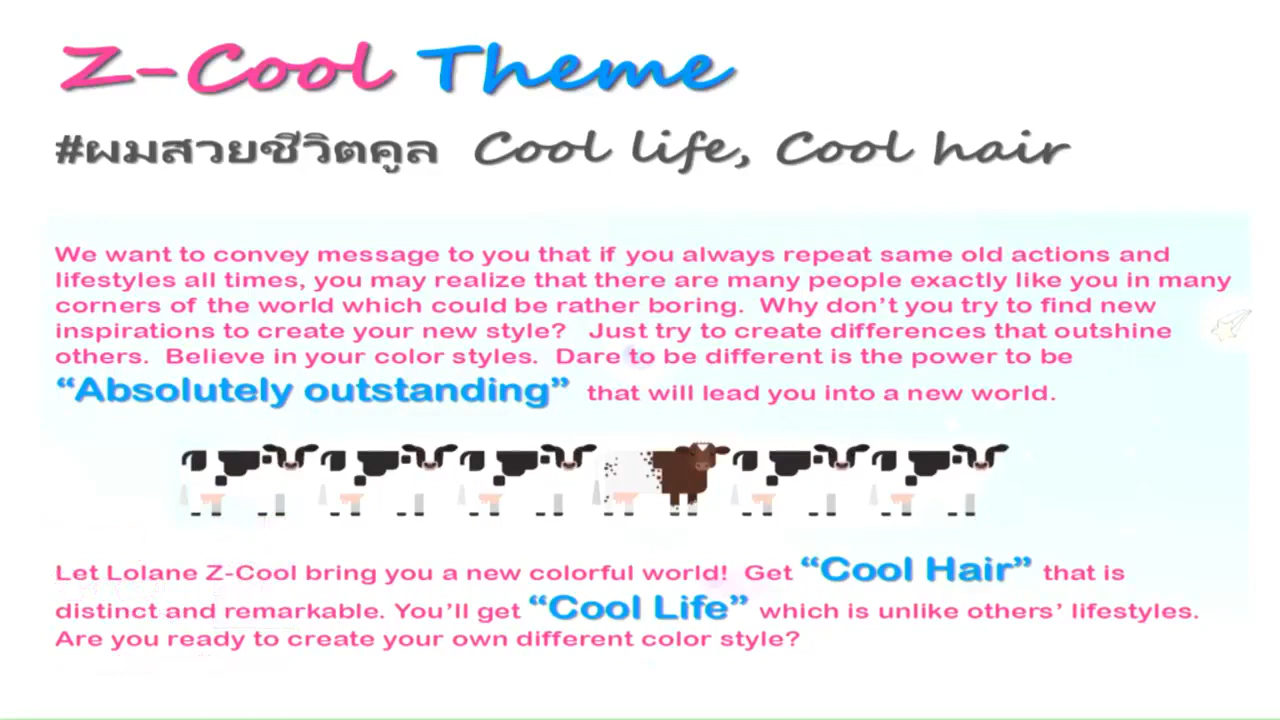 Z-Cool Theme
#ผมสวยชีวิตคูล Cool life, Cool hair
We want to convey message to you that if you always repeat same old actions and
lifestyles all times, you may realize that there are many people exactly like you in many
corners of the world which could be rather boring. Why don’t you try to find new
inspirations to create your new style? Just try to create differences that outshine
others. Believe in your color styles. Dare to be different is the power to be
“Absolutely outstanding” that will lead you into a new world.
Let Lolane Z-Cool bring you a new colorful world! Get “Cool Hair” that is
distinct and remarkable. You’ll get “Cool Life” which is unlike others’ lifestyles.
Are you ready to create your own different color style?